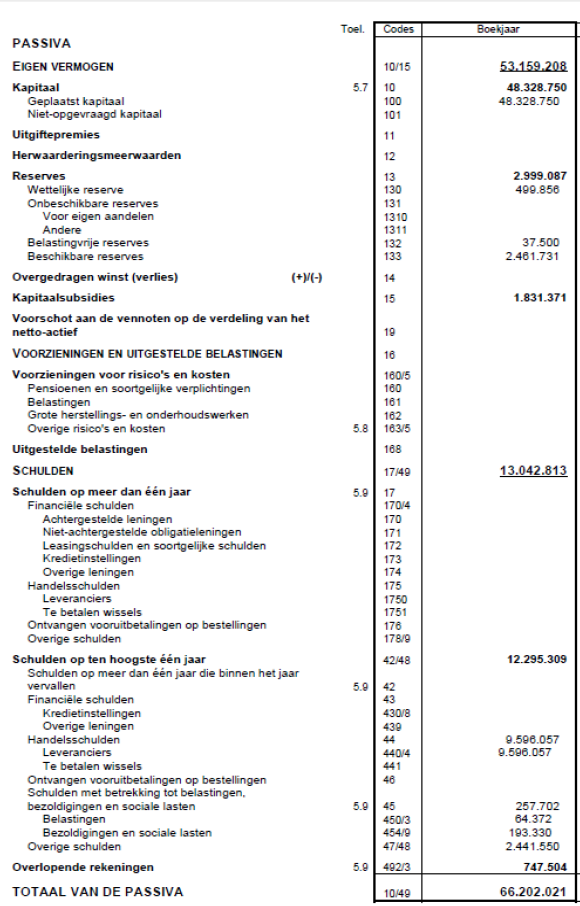 Toel. Codes Boekjaar
PASSIVA
EIGEN VERMOGEN 10/15 53.159.208
Kapitaal 5.7 10 48.328.750
Geplaatst kapitaal 100 48.328.750
Niet-opgevraagd kapitaal 101
Uitgiftepremies 11
Herwaarderingsmeerwaarden 12
Reserves 13 2.999.087
Wettelijke reserve 130 499.856
Onbeschikbare reserves 131
Voor eigen aandelen 1310
Andere 1311
Belastingvrije reserves 132 37.500
Beschikbare reserves 133 2.461.731
Overgedragen winst (verlies) (+)/(-) 14
Kapitaalsubsidies 15 1.831.371
Voorschot aan de vennoten op de verdeling van het
netto-actief 19
VOORZIENINGEN EN UITGESTELDE BELASTINGEN 16
Voorzieningen voor risico's en kosten 160/5
Pensioenen en soortgelijke verplichtingen 160
Belastingen 161
Grote herstellings- en onderhoudswerken 162
Overige risico's en kosten 5.8 163/5
Uitgestelde belastingen 168
SCHULDEN 17/49 13.042.813
Schulden op meer dan één jaar 5.9 17
Financiële schulden 170/4
Achtergestelde leningen 170
Niet-achtergestelde obligatieleningen 171
Leasingschulden en soortgelijke schulden 172
Kredietinstellingen 173
Overige leningen 174
Handelsschulden 175
Leveranciers 1750
Te betalen wissels 1751
Ontvangen vooruitbetalingen op bestellingen 176
Overige schulden 178/9
Schulden op ten hoogste één jaar 42/48 12.295.309
Schulden op meer dan één jaar die binnen het jaar
vervallen 5.9 42
Financiële schulden 43
Kredietinstellingen 430/8
Overige leningen 439
Handelsschulden 44 9.596.057
Leveranciers 440/4 9.596.057
Te betalen wissels 441
Ontvangen vooruitbetalingen op bestellingen 46
Schulden met betrekking tot belastingen,
bezoldigingen en sociale lasten 5.9 45 257.702
Belastingen 450/3 64.372
Bezoldigingen en sociale lasten 454/9 193.330
Overige schulden 47/48 2.441.550
Overlopende rekeningen 5.9 492/3 747.504
TOTAAL VAN DE PASSIVA 10/49 66.202.021